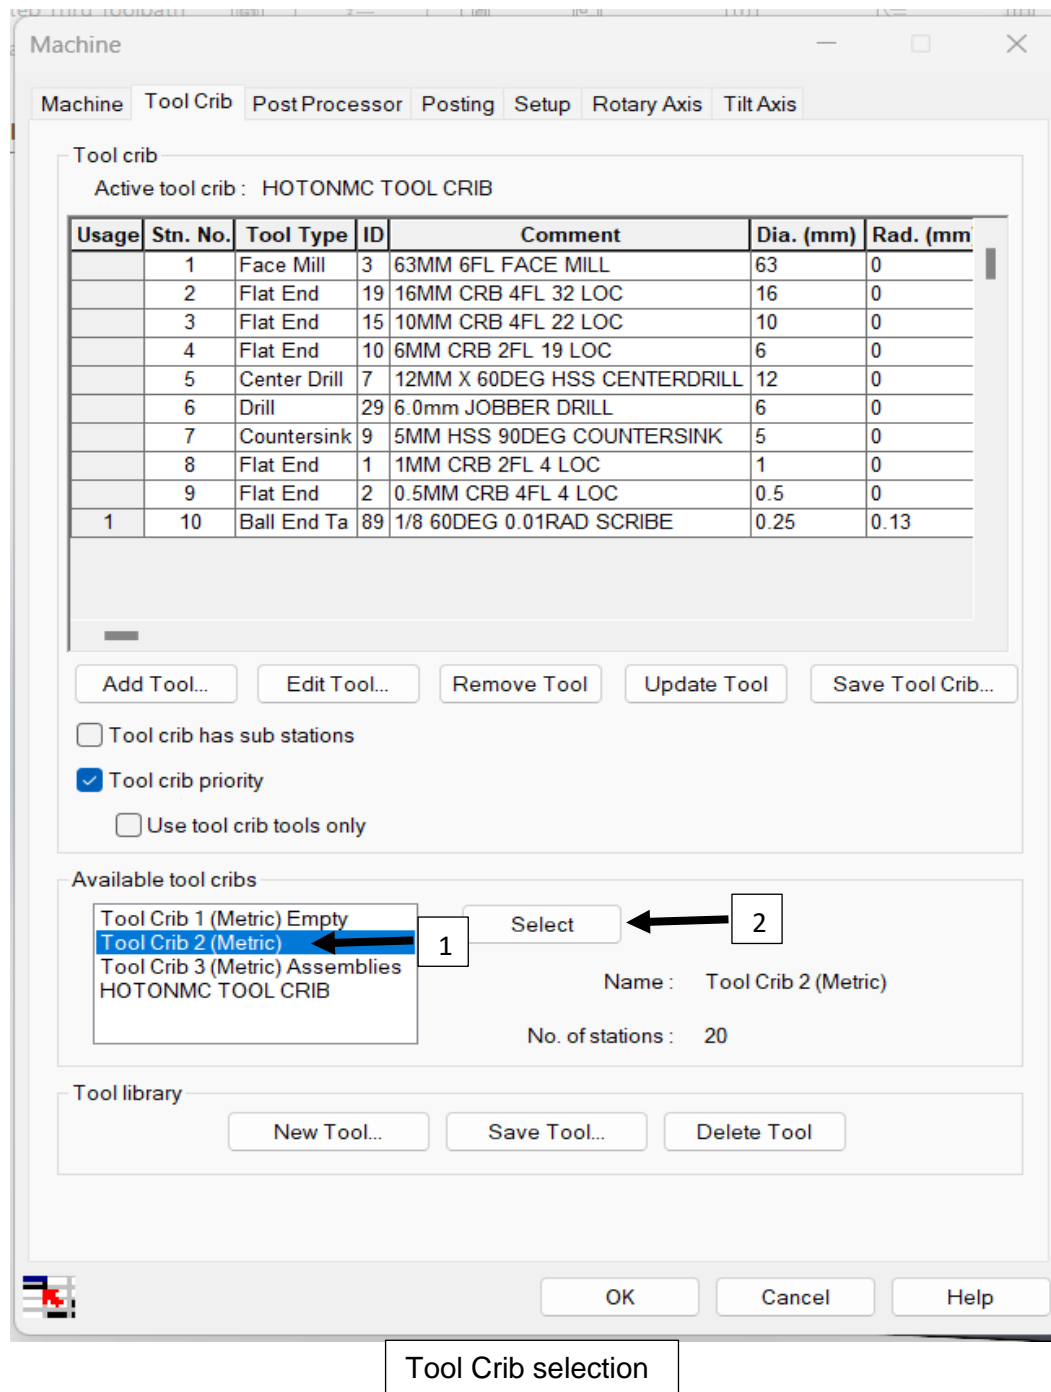 Machine
Machine Tool Crib Post Processor Posting Setup Rotary Axis Tilt Axis
Tool crib
Active tool crib : HOTONMC TOOL CRIB
Usage Stn. No. Tool Type ID Comment Dia. (mm) Rad. (mm)
1 Face Mill 3 63MM 6FL FACE MILL 63 0
2 Flat End 19 16MM CRB 4FL 32 LOC 16 0
3 Flat End 15 10MM CRB 4FL 22 LOC 10 0
4 Flat End 10 6MM CRB 2FL 19 LOC 6 0
5 Center Drill 7 12MM X 60DEG HSS CENTERDRILL 12 0
6 Drill 29 6.0mm JOBBER DRILL 6 0
7 Countersink 9 5MM HSS 90DEG COUNTERSINK 5 0
8 Flat End 1 1MM CRB 2FL 4 LOC 1 0
9 Flat End 2 0.5MM CRB 4FL 4 LOC 0.5 0
1 10 Ball End Ta 89 1/8 60DEG 0.01RAD SCRIBE 0.25 0.13
Add Tool... Edit Tool... Remove Tool Update Tool Save Tool Crib...
Tool crib has sub stations
Tool crib priority
Use tool crib tools only
Available tool cribs
Tool Crib 1 (Metric) Empty
Tool Crib 2 (Metric)
Tool Crib 3 (Metric) Assemblies
HOTONMC TOOL CRIB
1
Select
2
Name : Tool Crib 2 (Metric)
No. of stations : 20
Tool library
New Tool... Save Tool... Delete Tool
OK Cancel Help
Tool Crib selection